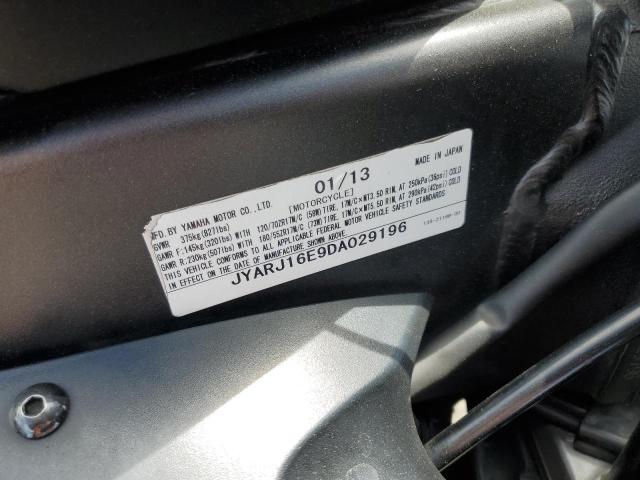 MFD. BY YAMAHA MOTOR CO., LTD. 01/13 MADE IN JAPAN
GVWR 375kg(827lbs) [MOTORCYCLE]
GAWR F:145kg(320lbs) WITH 120/70ZR17M/C (58W) TIRE, 17M/C×MT3.50 RIM, AT 250kPa(36psi) COLD
GAWR R:230kg(507lbs) WITH 180/55ZR17M/C (73W) TIRE, 17M/C×MT5.50 RIM, AT 290kPa(42psi) COLD
THIS VEHICLE CONFORMS TO ALL APPLICABLE FEDERAL MOTOR VEHICLE SAFETY STANDARDS
IN EFFECT ON THE DATE OF MANUFACTURE SHOWN ABOVE.
JYARJ16E9DA029196